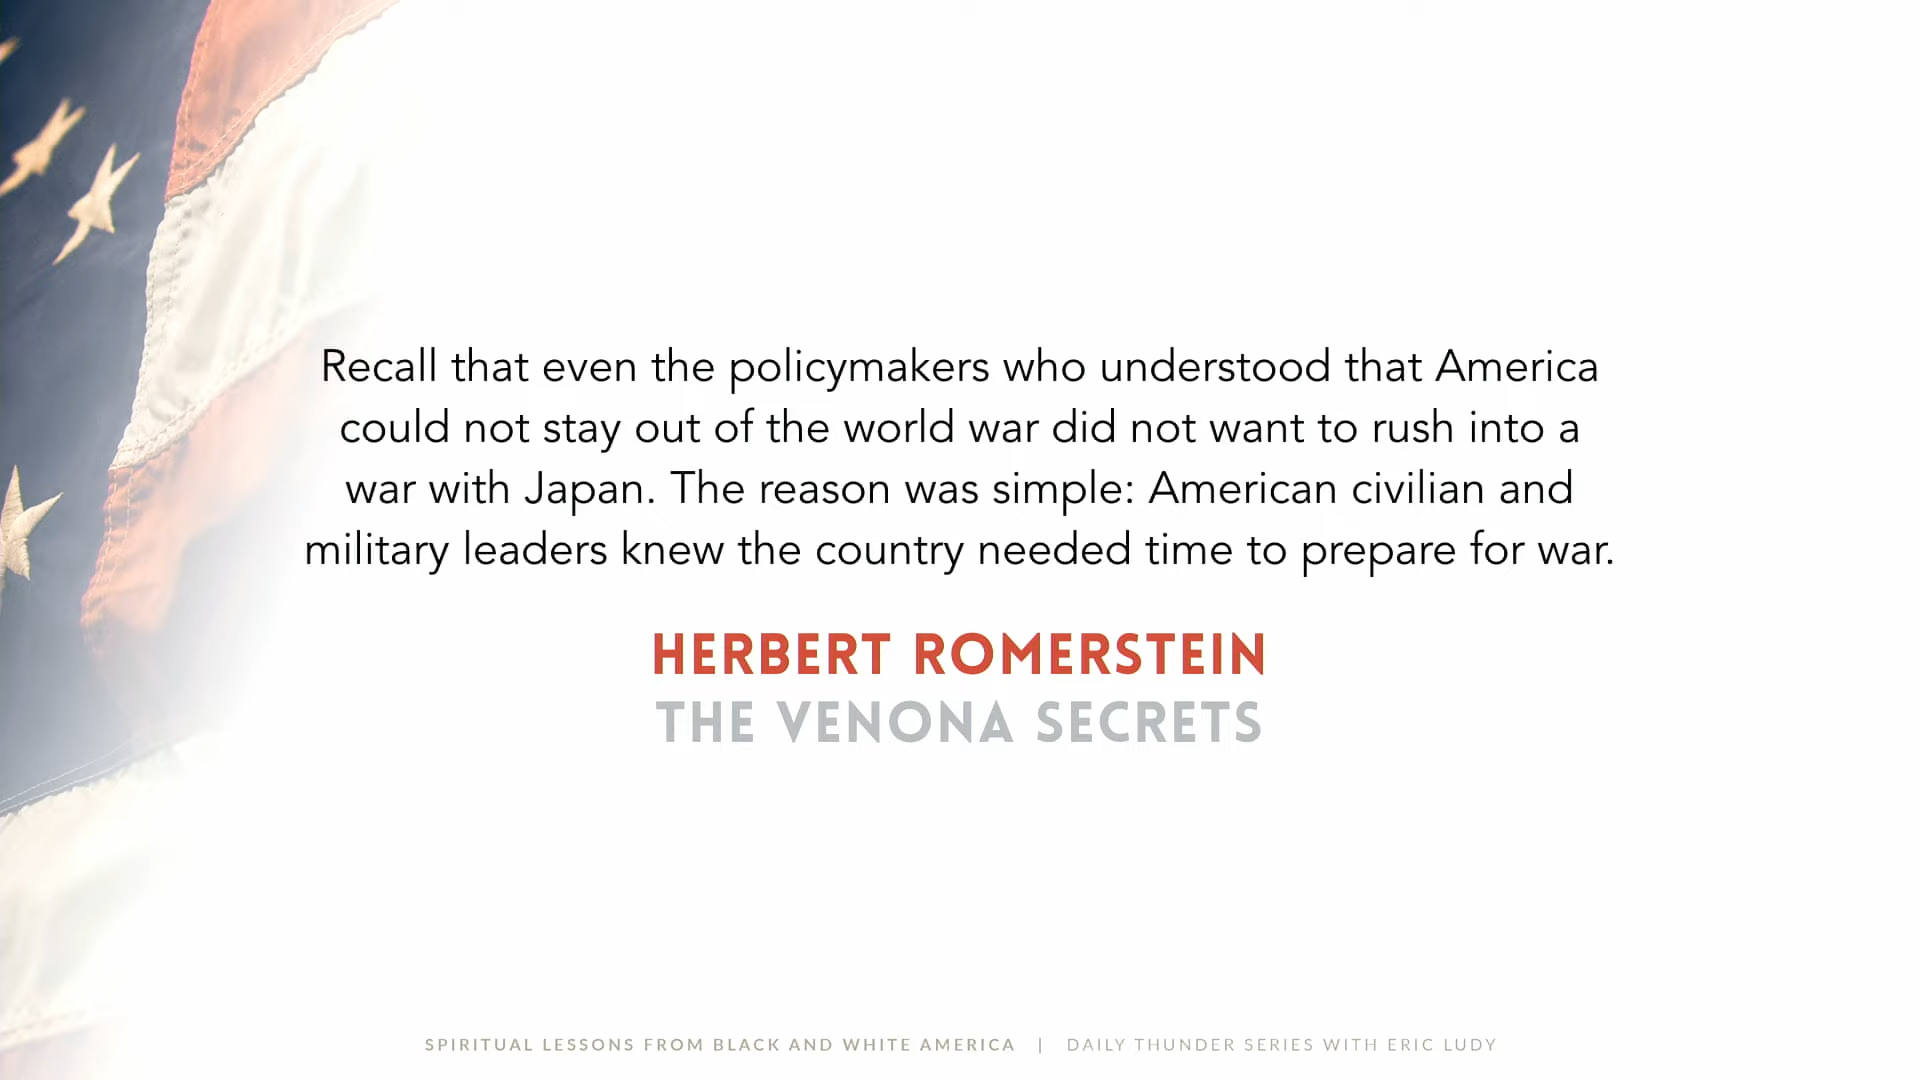 Recall that even the policymakers who understood that America
could not stay out of the world war did not want to rush into a
war with Japan. The reason was simple: American civilian and
military leaders knew the country needed time to prepare for war.
HERBERT ROMERSTEIN
THE VENONA SECRETS
SPIRITUAL LESSONS FROM BLACK AND WHITE AMERICA | DAILY THUNDER SERIES WITH ERIC LUDY